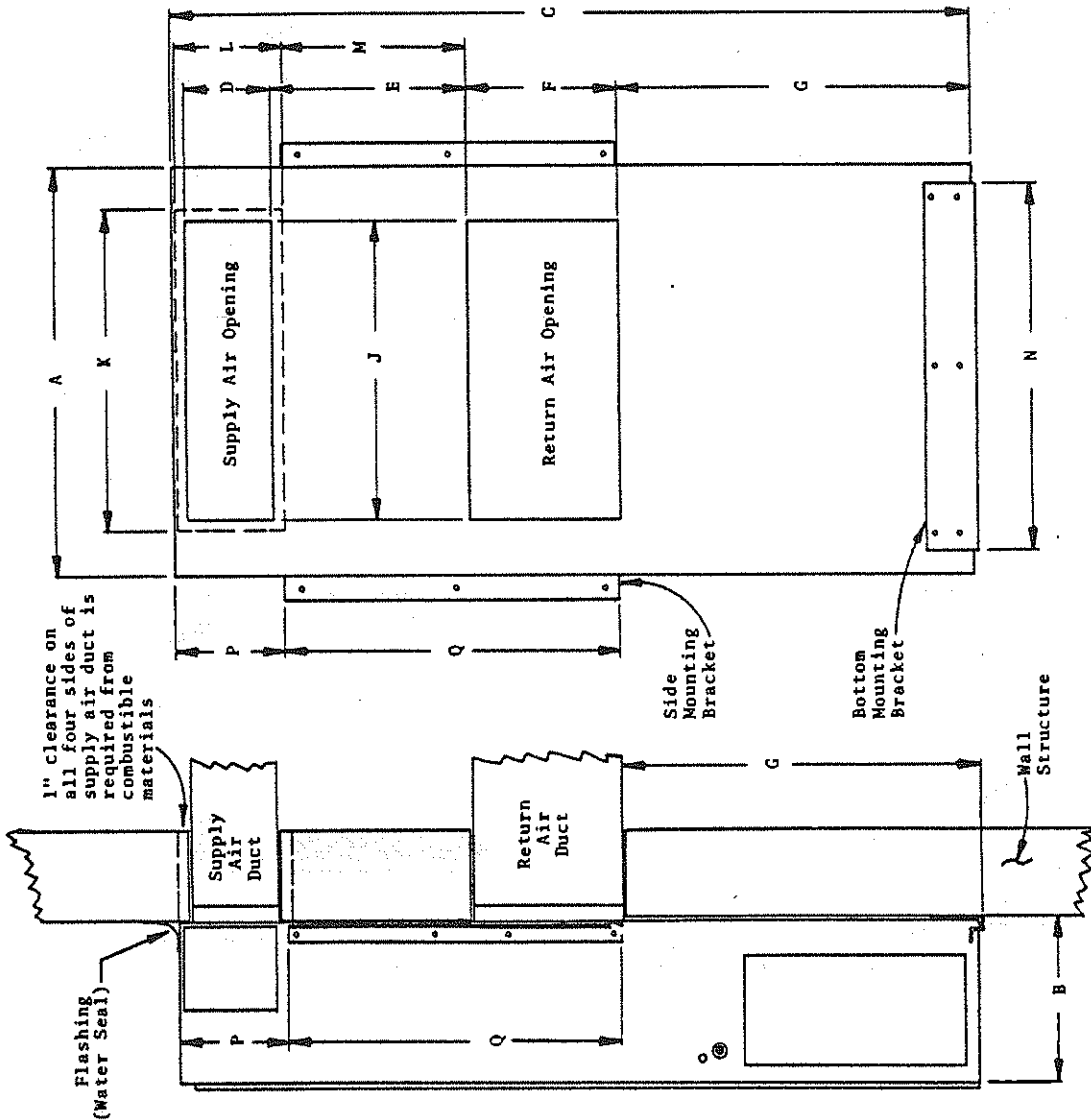 Flashing
(Water Seal)
P
Q
B
1" clearance on
all four sides of
supply air duct is
required from
combustible
materials
Supply
Air
Duct
Return
Air
Duct
G
Wall
Structure
A
K
Supply Air Opening
J
Return Air Opening
P
Q
Side
Mounting
Bracket
Bottom
Mounting
Bracket
N
L
D
M
E
F
G
C